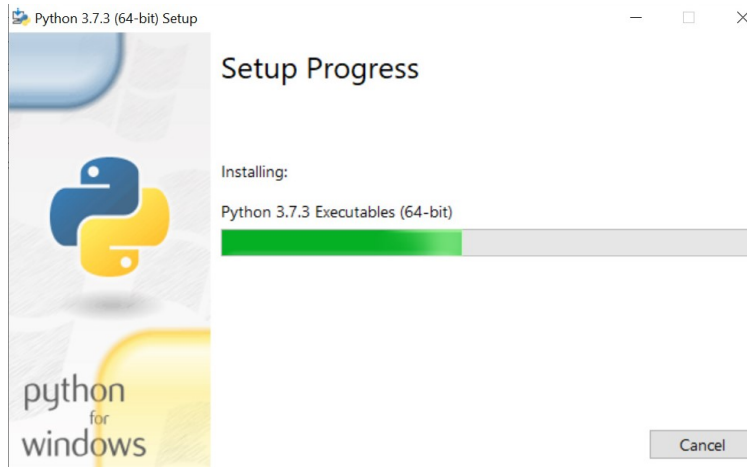 Python 3.7.3 (64-bit) Setup
Setup Progress
Installing:
Python 3.7.3 Executables (64-bit)
python
for
windows
Cancel